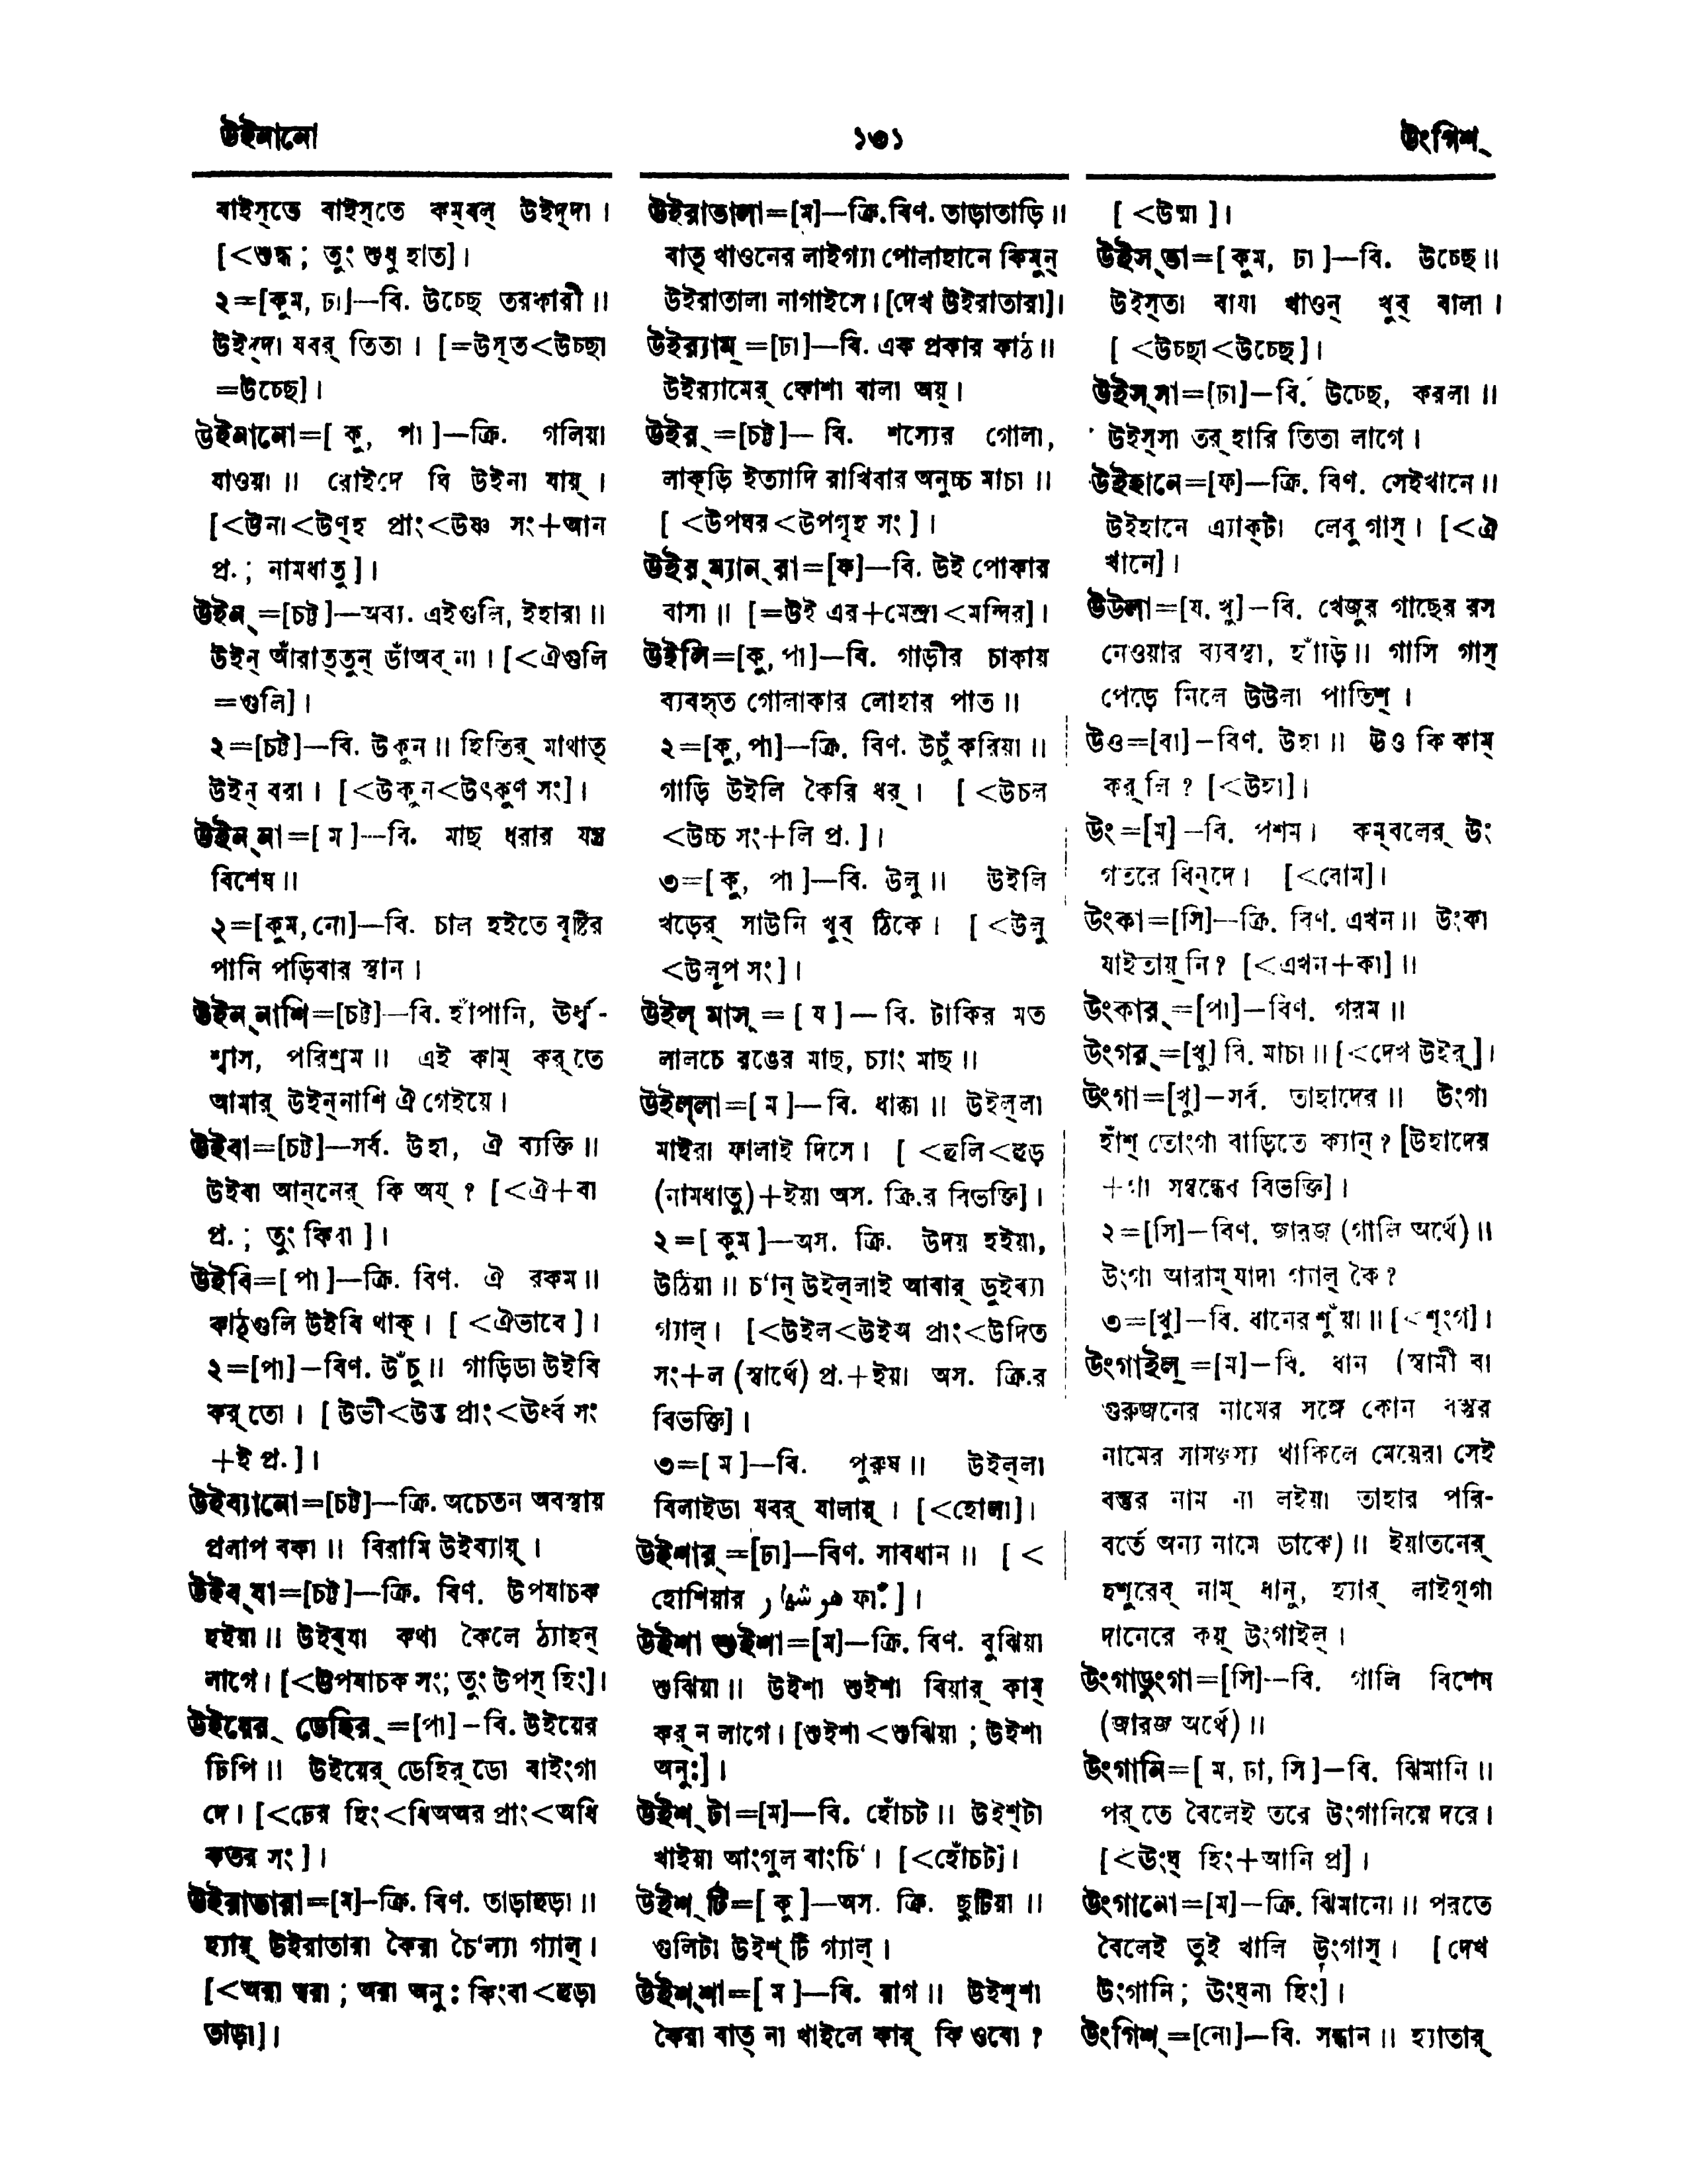 উইনানো
১৩১
উংগিশ্
বাইস্তে বাইস্তে কম্বল্ উইদ্দা।
[<শুদ্ধ ; তুং শুধু হাত]।
২=[কুম, ঢা]—বি. উচ্ছে তরকারী॥
উইদ্দা যবর্ তিতা। [=উস্ত<উচ্ছা
=উচ্ছে]।
উইনানো=[ কু, পা ]—ক্রি. গলিয়া
যাওয়া॥ রোইদে ঘি উইনা যায়্।
[<উনা<উণ্হ প্রাং<উষ্ণ সং+আন
প্র. ; নামধাতু]।
উইন্=[চট্ট]—অব্য. এইগুলি, ইহারা॥
উইন্ আঁরাত্তুন্ ডাঁঅব্ না। [<ঐগুলি
=গুলি]।
২=[চট্ট]—বি. উকুন॥ হিতির্ মাথাত্
উইন্ বরা। [<উকুন<উৎকুণ সং]।
উইন্না=[ ম ]—বি. মাছ ধরার যন্ত্র
বিশেষ॥
২=[কুম, নো]—বি. চাল হইতে বৃষ্টির
পানি পড়িবার স্থান।
উইন্নাশি=[চট্ট]—বি. হাঁপানি, ঊর্ধ্ব-
শ্বাস, পরিশ্রম॥ এই কাম্ কর্তে
আমার্ উইন্নাশি ঐ গেইয়ে।
উইবা=[চট্ট]—সর্ব. উহা, ঐ ব্যক্তি॥
উইবা আন্নের্ কি অয়্ ? [<ঐ+বা
প্র. ; তুং কিবা ]।
উইবি=[ পা ]—ক্রি. বিণ. ঐ রকম॥
কাঠ্গুলি উইবি থাক্। [ <ঐভাবে ]।
২=[পা]—বিণ. উঁচু॥ গাড়িডা উইবি
কর্ তো। [ উভী<উব্ভ প্রাং<ঊর্ধ্ব সং
+ই প্র.]।
উইব্যানো=[চট্ট]—ক্রি. অচেতন অবস্থায়
প্রলাপ বকা॥ বিরামি উইব্যায়্।
উইব্যা=[চট্ট]—ক্রি. বিণ. উপযাচক
হইয়া॥ উইব্যা কথা কৈলে ঠ্যাহন্
লাগে। [<উপযাচক সং; তুং উপস্ হিং]।
উইয়ের্ ডেহির্=[পা]—বি. উইয়ের
ঢিপি॥ উইয়ের্ ডেহির্ ডো বাইংগা
দে। [<ঢের হিং<ধিঅঅর প্রাং<অধি
কতর সং ]।
উইরাতারা=[ম]-ক্রি. বিণ. তাড়াহুড়া॥
হ্যায়্ উইরাতারা কৈরা চৈ'ল্যা গ্যাল্।
[<ত্বরা ত্বরা ; অরা অনু: কিংবা<হুড়া
তাড়া]।
উইরাতালা=[ম]—ক্রি.বিণ. তাড়াতাড়ি॥
বাত্ খাওনের লাইগ্যা পোলাহানে কিমুন্
উইরাতালা নাগাইসে। [দেখ উইরাতারা]।
উইর‍্যাম্=[ঢা]—বি. এক প্রকার কাঠ॥
উইর‍্যামের্ কোশা বালা অয়্।
উইর্=[চট্ট]— বি. শস্যের গোলা,
লাক্ড়ি ইত্যাদি রাখিবার অনুচ্চ মাচা॥
[ <উপঘর<উপগৃহ সং ]।
উইর্ম্যান্রা=[ফ]—বি. উই পোকার
বাসা॥ [=উই এর+মেন্দ্রা<মন্দির]।
উইলি=[কু, পা]—বি. গাড়ীর চাকায়
ব্যবহৃত গোলাকার লোহার পাত॥
২=[কু, পা]—ক্রি. বিণ. উচুঁ করিয়া॥
গাড়ি উইলি কৈরি ধর্। [ <উচল
<উচ্চ সং+লি প্র. ]।
৩=[ কু, পা ]—বি. উলু॥ উইলি
খড়ের্ সাউনি খুব্ ঠিকে। [ <উলু
<উলূপ সং]।
উইল্ মাস্=[ য ]— বি. টাকির মত
লালচে রঙের মাছ, চ্যাং মাছ॥
উইল্লা=[ ম ]— বি. ধাক্কা॥ উইল্লা
মাইরা ফালাই দিসে। [ <হুলি<হুড়
(নামধাতু)+ইয়া অস. ক্রি.র বিভক্তি]।
২=[ কুম ]—অস. ক্রি. উদয় হইয়া,
উঠিয়া॥ চ'ান্ উইল্লাই আবার্ ডুইব্যা
গ্যাল্। [<উইল<উইঅ প্রাং<উদিত
সং+ল (স্বার্থে) প্র.+ইয়া অস. ক্রি.র
বিভক্তি]।
৩=[ ম ]—বি. পুরুষ॥ উইল্লা
বিলাইডা যবর্ যালায়্। [<হোলা]।
উইশার্=[ঢা]—বিণ. সাবধান॥ [ <
হোশিয়ার هوشيار ফা:]।
উইশা শুইশা=[ম]—ক্রি. বিণ. বুঝিয়া
শুঝিয়া॥ উইশা শুইশা বিয়ার্ কাম্
কর্ ন লাগে। [শুইশা<শুঝিয়া ; উইশা
অনু:]।
উইশ্টা=[ম]—বি. হোঁচট॥ উইশ্টা
খাইয়া আংগুল বাংচি'। [<হোঁচট]।
উইশ্টি=[ কু ]—অস. ক্রি. ছুটিয়া॥
গুলিটা উইশ্টি গ্যাল্।
উইশ্শা=[ ম ]—বি. রাগ॥ উইশ্শা
কৈরা বাত্ না খাইলে কার্ কি ওবো ?
[ <উষ্মা ]।
উইস্তা=[ কুম, ঢা ]—বি. উচ্ছে॥
উইস্তা বাযা খাওন্ খুব্ বালা।
[ <উচ্ছা<উচ্ছে ]।
উইস্সা=[ঢা]—বি. উচ্ছে, করলা॥
উইস্সা তর্ হারি তিতা লাগে।
উইহানে=[ফ]—ক্রি. বিণ. সেইখানে॥
উইহানে এ্যাক্টা লেবু গাস্। [<ঐ
খানে]।
উউলা=[য. খু]—বি. খেজুর গাছের রস
নেওয়ার ব্যবস্থা, হাঁড়ি॥ গাসি গাস্
পেড়ে নিলে উউলা পাতিশ্।
উও=[বা]—বিণ. উহা॥ উও কি কাম্
কর্ লি ? [<উহা]।
উং=[ম]—বি. পশম। কম্বলের্ উং
গতরে বিন্দে। [<রোম]।
উংকা=[সি]—ক্রি. বিণ. এখন॥ উংকা
যাইতায়্ নি ? [<এখন+কা]॥
উংকার্=[পা]—বিণ. গরম॥
উংগর্=[খু] বি. মাচা॥ [<দেখ উইর্]।
উংগা=[খু]—সর্ব. তাহাদের॥ উংগা
হাঁশ্ তোংগা বাড়িতে ক্যান্ ? [উহাদের
+গা সম্বন্ধের বিভক্তি]।
২=[সি]—বিণ. জারজ (গালি অর্থে)॥
উংগা আরাম্ যাদা গ্যাল্ কৈ ?
৩=[খু]—বি. ধানের শুঁয়া॥ [<শৃংগ]।
উংগাইল্=[ম]—বি. ধান (স্বামী বা
গুরুজনের নামের সঙ্গে কোন বস্তুর
নামের সামঞ্জস্য থাকিলে মেয়েরা সেই
বস্তুর নাম না লইয়া তাহার পরি-
বর্তে অন্য নামে ডাকে)॥ ইয়াতনের্
হশুরের্ নাম্ ধানু, হ্যার্ লাইগ্গা
দানেরে কয়্ উংগাইল্।
উংগাডুংগা=[সি]—বি. গালি বিশেষ
(জারজ অর্থে)॥
উংগানি=[ ম, ঢা, সি ]—বি. ঝিমানি॥
পর্ তে বৈলেই তরে উংগানিয়ে দরে।
[<উংঘ্ হিং+আনি প্র]।
উংগানো=[ম]—ক্রি. ঝিমানো॥ পরতে
বৈলেই তুই খালি উংগাস্। [দেখ
উংগানি ; উংঘ্না হিং]।
উংগিশ্=[নো]—বি. সন্ধান॥ হ্যাতার্